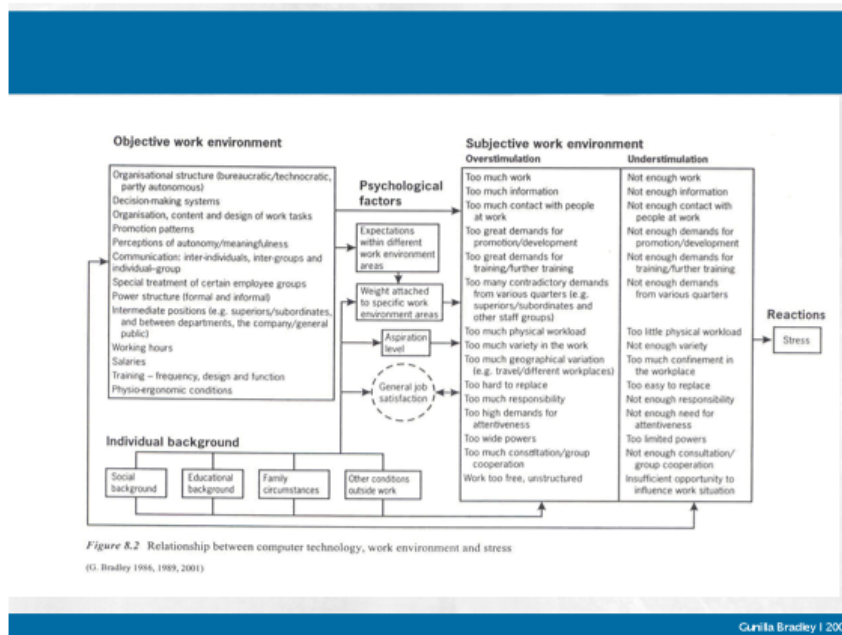 Objective work environment
Organisational structure (bureaucratic/technocratic,
partly autonomous)
Decision-making systems
Organisation, content and design of work tasks
Promotion patterns
Perceptions of autonomy/meaningfulness
Communication: inter-individuals, inter-groups and
individual–group
Special treatment of certain employee groups
Power structure (formal and informal)
Intermediate positions (e.g. superiors/subordinates,
and between departments, the company/general
public)
Working hours
Salaries
Training – frequency, design and function
Physio-ergonomic conditions
Individual background
Social
background
Educational
background
Family
circumstances
Other conditions
outside work
Psychological
factors
Expectations
within different
work environment
areas
Weight attached
to specific work
environment areas
Aspiration
level
General job
satisfaction
Subjective work environment
Overstimulation
Too much work
Too much information
Too much contact with people
at work
Too great demands for
promotion/development
Too great demands for
training/further training
Too many contradictory demands
from various quarters (e.g.
superiors/subordinates and
other staff groups)
Too much physical workload
Too much variety in the work
Too much geographical variation
(e.g. travel/different workplaces)
Too hard to replace
Too much responsibility
Too high demands for
attentiveness
Too wide powers
Too much consultation/group
cooperation
Work too free, unstructured
Understimulation
Not enough work
Not enough information
Not enough contact with
people at work
Not enough demands for
promotion/development
Not enough demands for
training/further training
Not enough demands
from various quarters
Too little physical workload
Not enough variety
Too much confinement in
the workplace
Too easy to replace
Not enough responsibility
Not enough need for
attentiveness
Too limited powers
Not enough consultation/
group cooperation
Insufficient opportunity to
influence work situation
Reactions
Stress
Figure 8.2 Relationship between computer technology, work environment and stress
(G. Bradley 1986, 1989, 2001)
Gunilla Bradley | 200